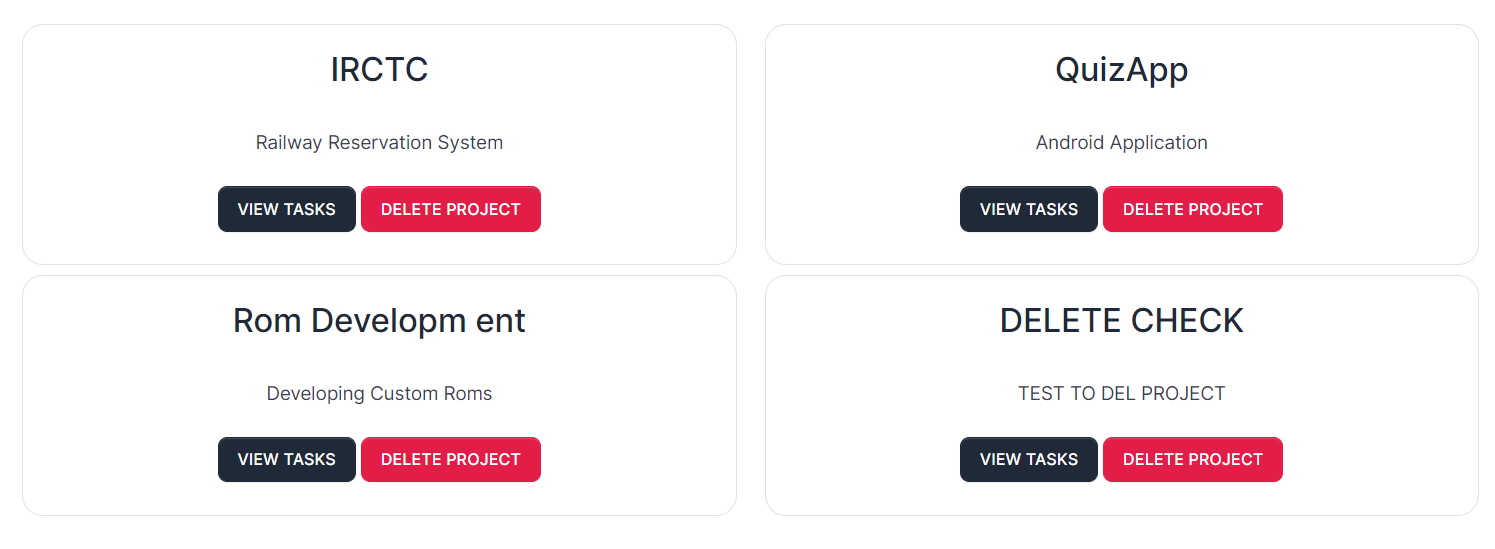 IRCTC
Railway Reservation System
VIEW TASKS DELETE PROJECT
QuizApp
Android Application
VIEW TASKS DELETE PROJECT
Rom Developm ent
Developing Custom Roms
VIEW TASKS DELETE PROJECT
DELETE CHECK
TEST TO DEL PROJECT
VIEW TASKS DELETE PROJECT